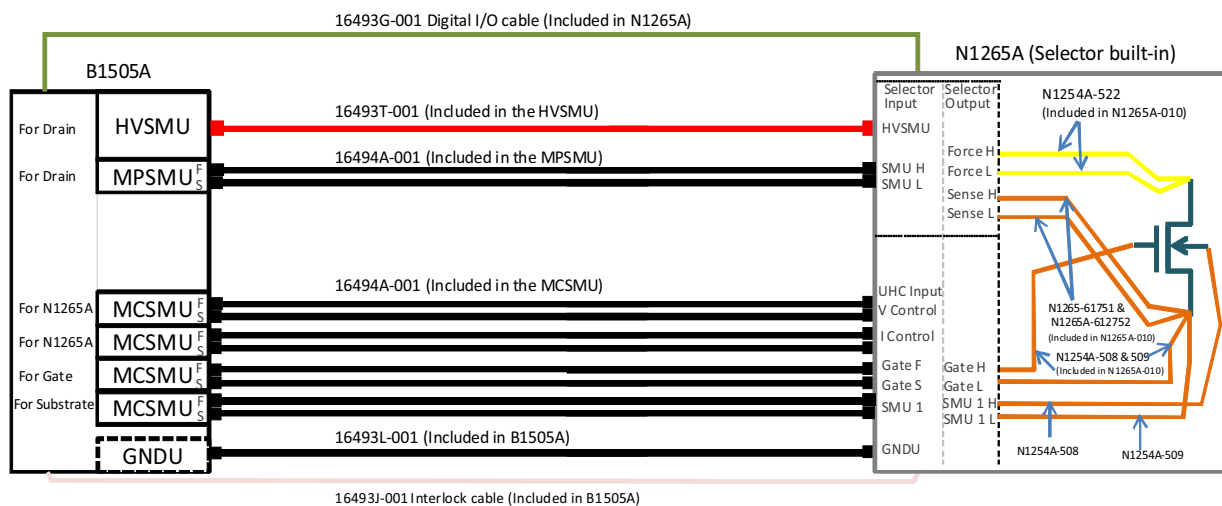 16493G-001 Digital I/O cable (Included in N1265A)
B1505A
N1265A (Selector built-in)
For Drain
HVSMU
16493T-001 (Included in the HVSMU)
Selector Input
Selector Output
HVSMU
N1254A-522
(Included in N1265A-010)
For Drain
MPSMU
F
S
16494A-001 (Included in the MPSMU)
SMU H
SMU L
Force H
Force L
Sense H
Sense L
For N1265A
MCSMU
F
S
16494A-001 (Included in the MCSMU)
UHC Input
V Control
For N1265A
MCSMU
F
S
I Control
N1265-61751 &
N1265A-612752
(Included in N1265A-010)
For Gate
MCSMU
F
S
Gate F
Gate S
Gate H
Gate L
N1254A-508 & 509
(Included in N1265A-010)
For Substrate
MCSMU
F
S
SMU 1
SMU 1 H
SMU 1 L
GNDU
16493L-001 (Included in B1505A)
GNDU
N1254A-508
N1254A-509
16493J-001 Interlock cable (Included in B1505A)